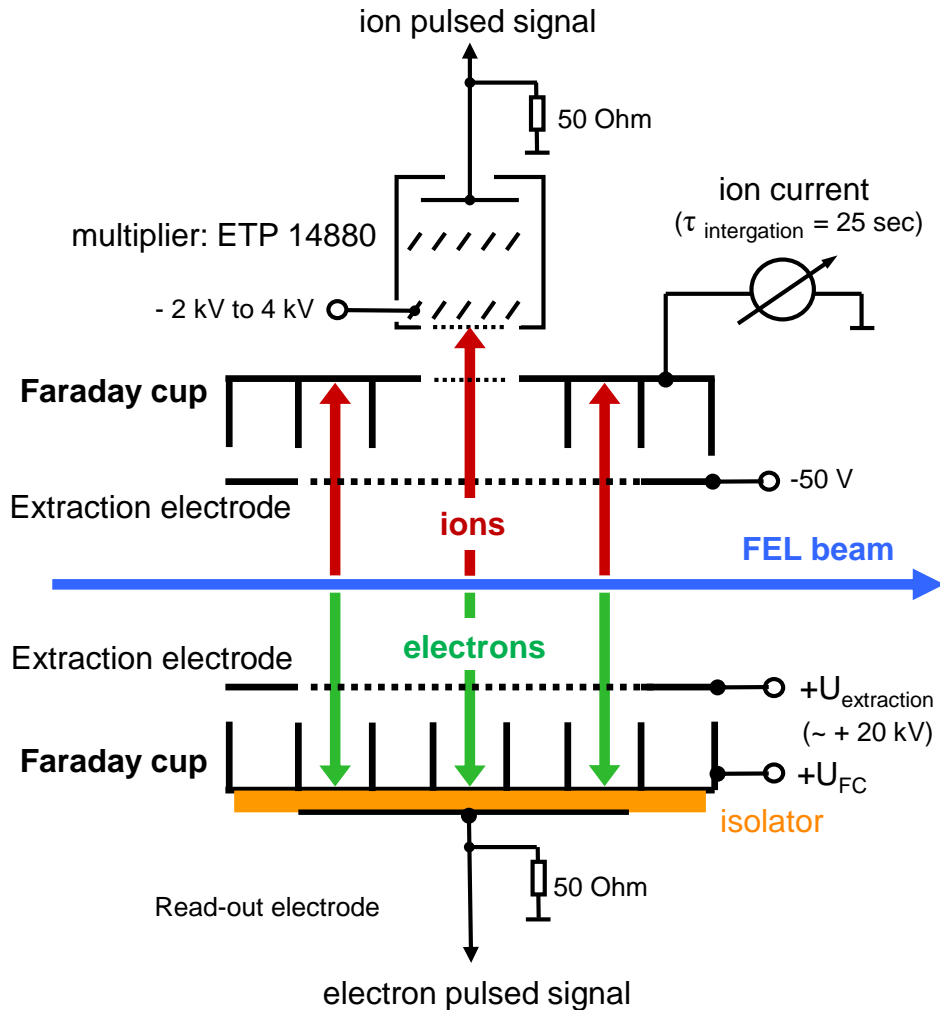 ion pulsed signal
50 Ohm
ion current
(τ intergation = 25 sec)
multiplier: ETP 14880
- 2 kV to 4 kV
Faraday cup
-50 V
Extraction electrode
ions
FEL beam
electrons
Extraction electrode
+Uextraction
(~ + 20 kV)
Faraday cup
+UFC
isolator
50 Ohm
Read-out electrode
electron pulsed signal